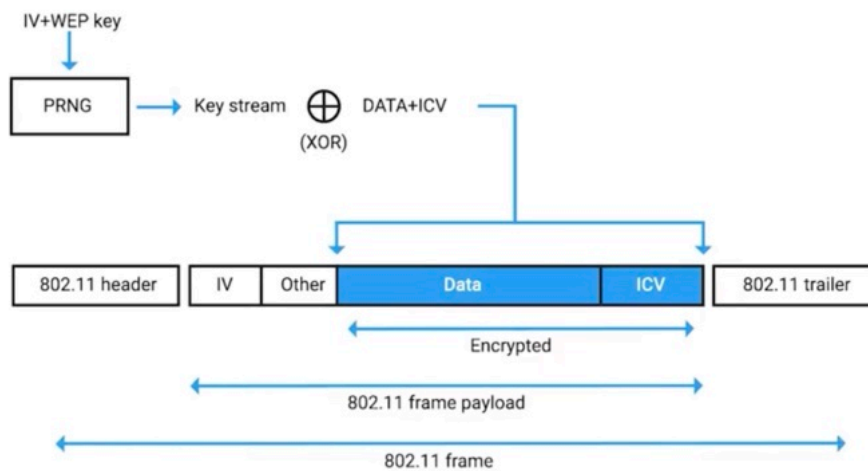 IV+WEP key
PRNG
Key stream
DATA+ICV
(XOR)
802.11 header
IV
Other
Data
ICV
802.11 trailer
Encrypted
802.11 frame payload
802.11 frame